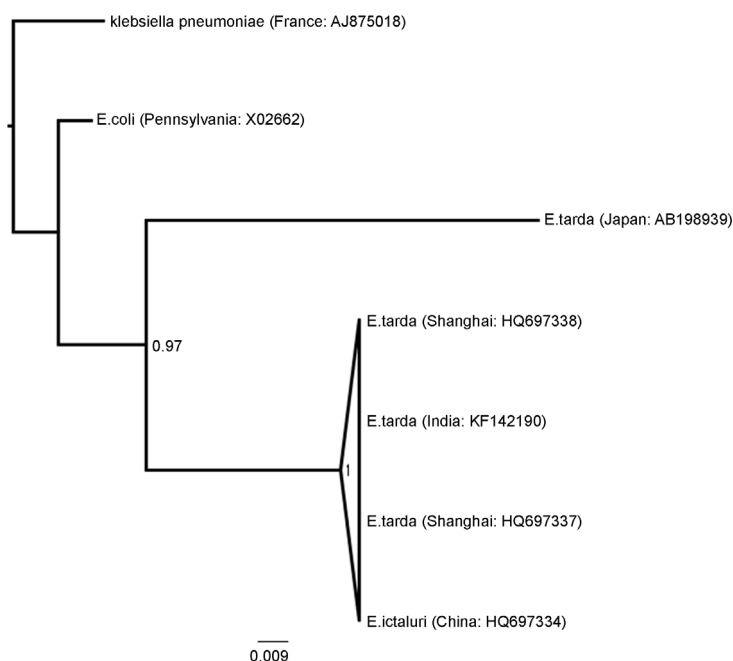 klebsiella pneumoniae (France: AJ875018)
E.coli (Pennsylvania: X02662)
E.tarda (Japan: AB198939)
E.tarda (Shanghai: HQ697338)
0.97
E.tarda (India: KF142190)
1
E.tarda (Shanghai: HQ697337)
E.ictaluri (China: HQ697334)
0.009